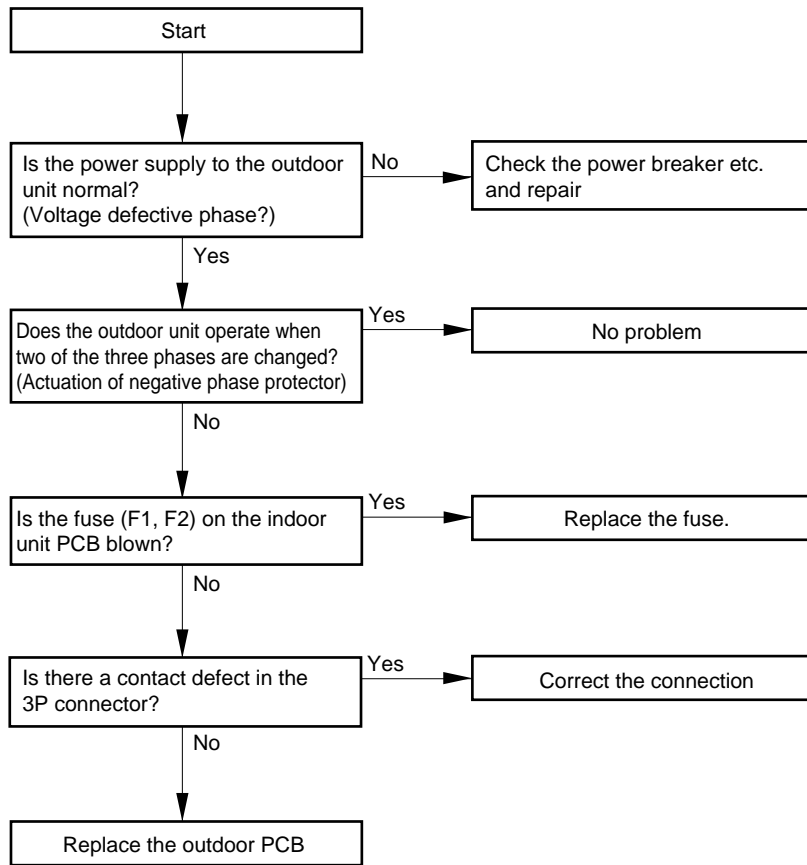 Start
Is the power supply to the outdoor
unit normal?
(Voltage defective phase?)
No
Check the power breaker etc.
and repair
Yes
Does the outdoor unit operate when
two of the three phases are changed?
(Actuation of negative phase protector)
Yes
No problem
No
Is the fuse (F1, F2) on the indoor
unit PCB blown?
Yes
Replace the fuse.
No
Is there a contact defect in the
3P connector?
Yes
Correct the connection
No
Replace the outdoor PCB